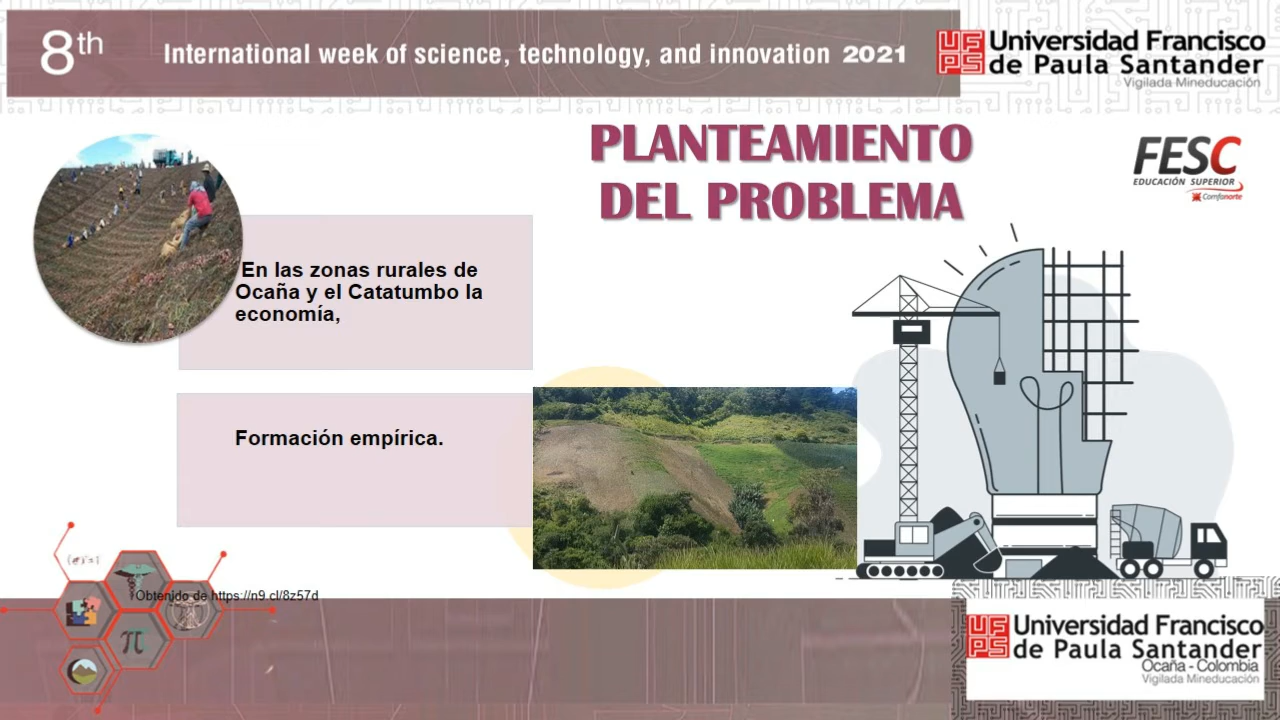 8th
International week of science, technology, and innovation 2021
UFPS
Universidad Francisco
de Paula Santander
Vigilada Mineducación
PLANTEAMIENTO
DEL PROBLEMA
FESC
EDUCACIÓN SUPERIOR
Comfanorte
En las zonas rurales de
Ocaña y el Catatumbo la
economía,
Formación empírica.
Obtenido de https://n9.cl/8z57d
π
UFPS
Universidad Francisco
de Paula Santander
Ocaña - Colombia
Vigilada Mineducación